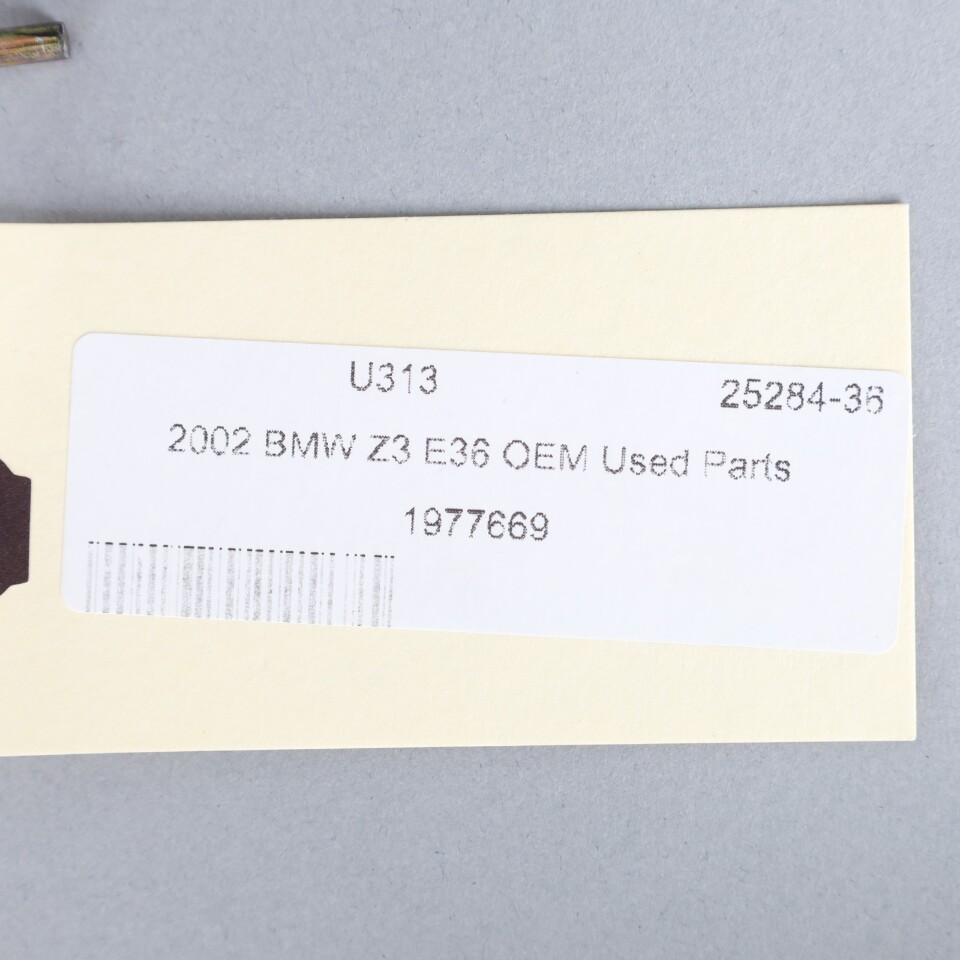 U313 25284-36
2002 BMW Z3 E36 OEM Used Parts
1977669